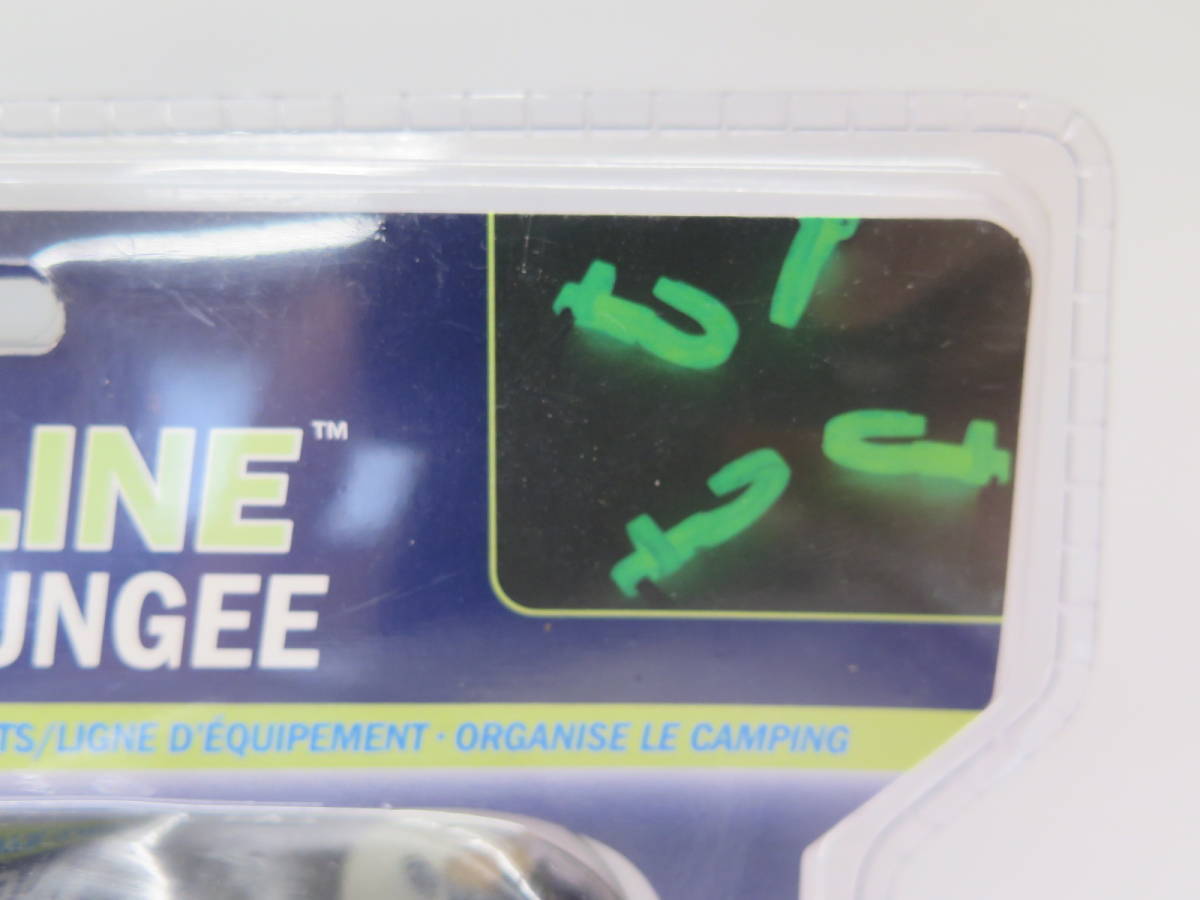 LINE™
UNGEE
TS/LIGNE D'ÉQUIPEMENT · ORGANISE LE CAMPING